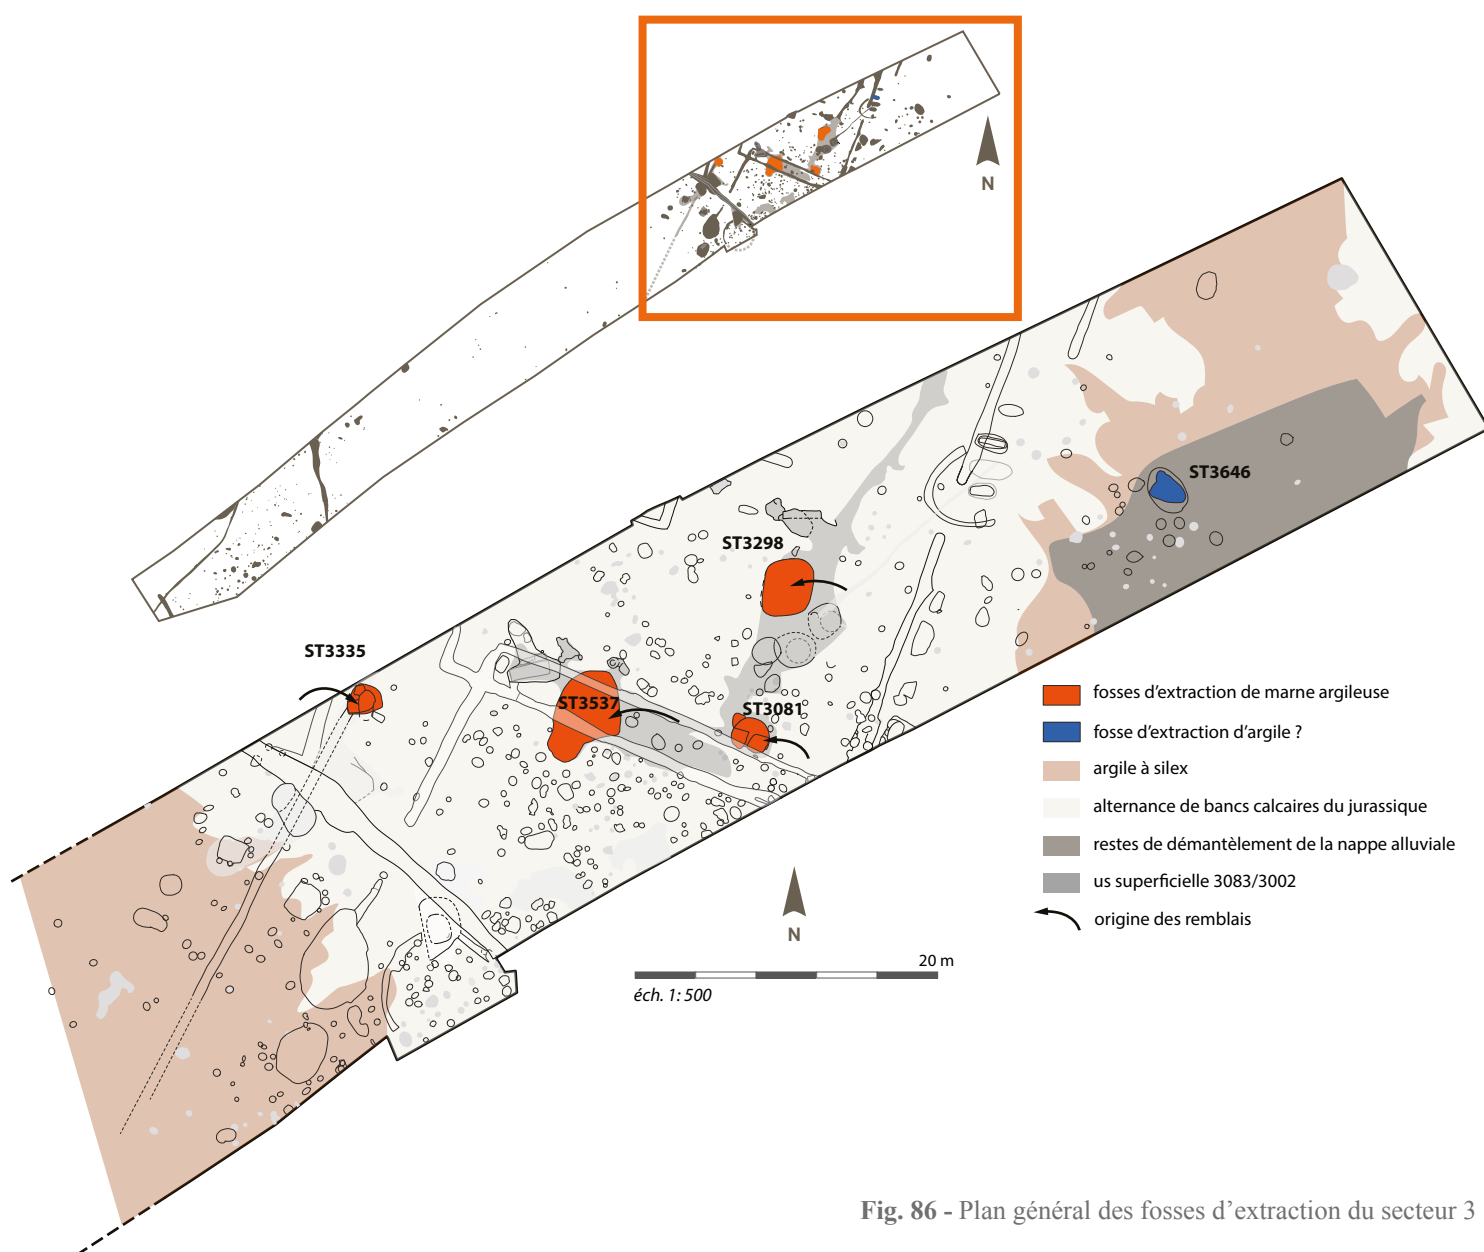 N
ST3646
ST3298
ST3335
ST3537
ST3081
fosses d'extraction de marne argileuse
fosse d'extraction d'argile ?
argile à silex
alternance de bancs calcaires du jurassique
restes de démantèlement de la nappe alluviale
us superficielle 3083/3002
origine des remblais
N
20 m
éch. 1: 500
Fig. 86 - Plan général des fosses d'extraction du secteur 3